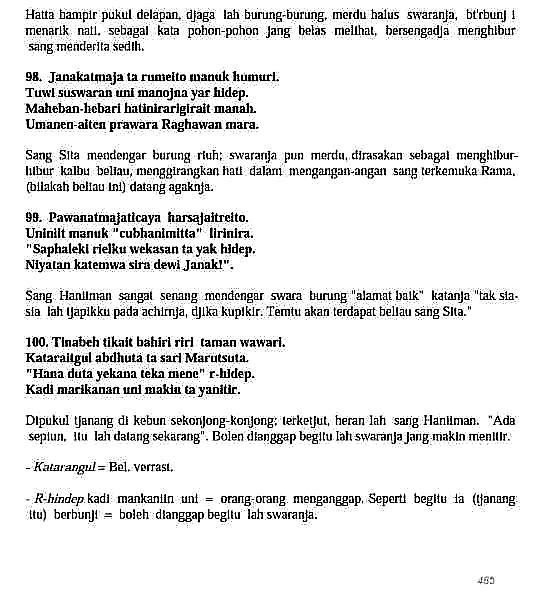 Hatta hampir pukul delapan, djaga lah burung-burung, merdu halus swaranja, bt'rbunj i
menarik nati, sebagai kata pohon-pohon jang belas melihat, bersengadja menghibur
sang menderita sedih.
98. Janakatmaja ta rumeito manuk humuri.
Tuwi suswaran uni manojna yar hidep.
Maheban-hebari hatinirarigirait manah.
Umanen-aiten prawara Raghawan mara.
Sang Sita mendengar burung riuh; swaranja pun merdu, dirasakan sebagai menghibur-
hibur kalbu beliau, menggirangkan hati dalam mengangan-angan sang terkemuka Rama,
(bilakah beliau ini) datang agaknja.
99. Pawanatmajaticaya harsajaitreito.
Uninilt manuk "cubhanimitta" lirinira.
"Saphaleki rielku wekasan ta yak hidep.
Niyatan katemwa sira dewi Janak!".
Sang Haniiman sangat senang mendengar swara burung "alamat baik" katanja "tak sia-
sia lah tjapikku pada achirnja, djika kupikir. Temtu akan terdapat beliau sang Sita."
100. Tinabeh tikait bahiri riri taman wawari.
Kataraitgul abdhuta ta sari Marutsuta.
"Hana duta yekana teka mene" r-hidep.
Kadi marikanan uni makin ta yanitir.
Dipukul tjanang di kebun sekonjong-konjong; terketjut, heran lah sang Haniiman. "Ada
septun, itu lah datang sekarang". Bolen dianggap begitu lah swaranja jang makin menitir.
- Katarangul = Bel. verrast.
- R-hindep kadi mankaniin uni = orang-orang menganggap. Seperti begitu ia (tjanang
itu) berbunji = boleh dianggap begitu lah swaranja.